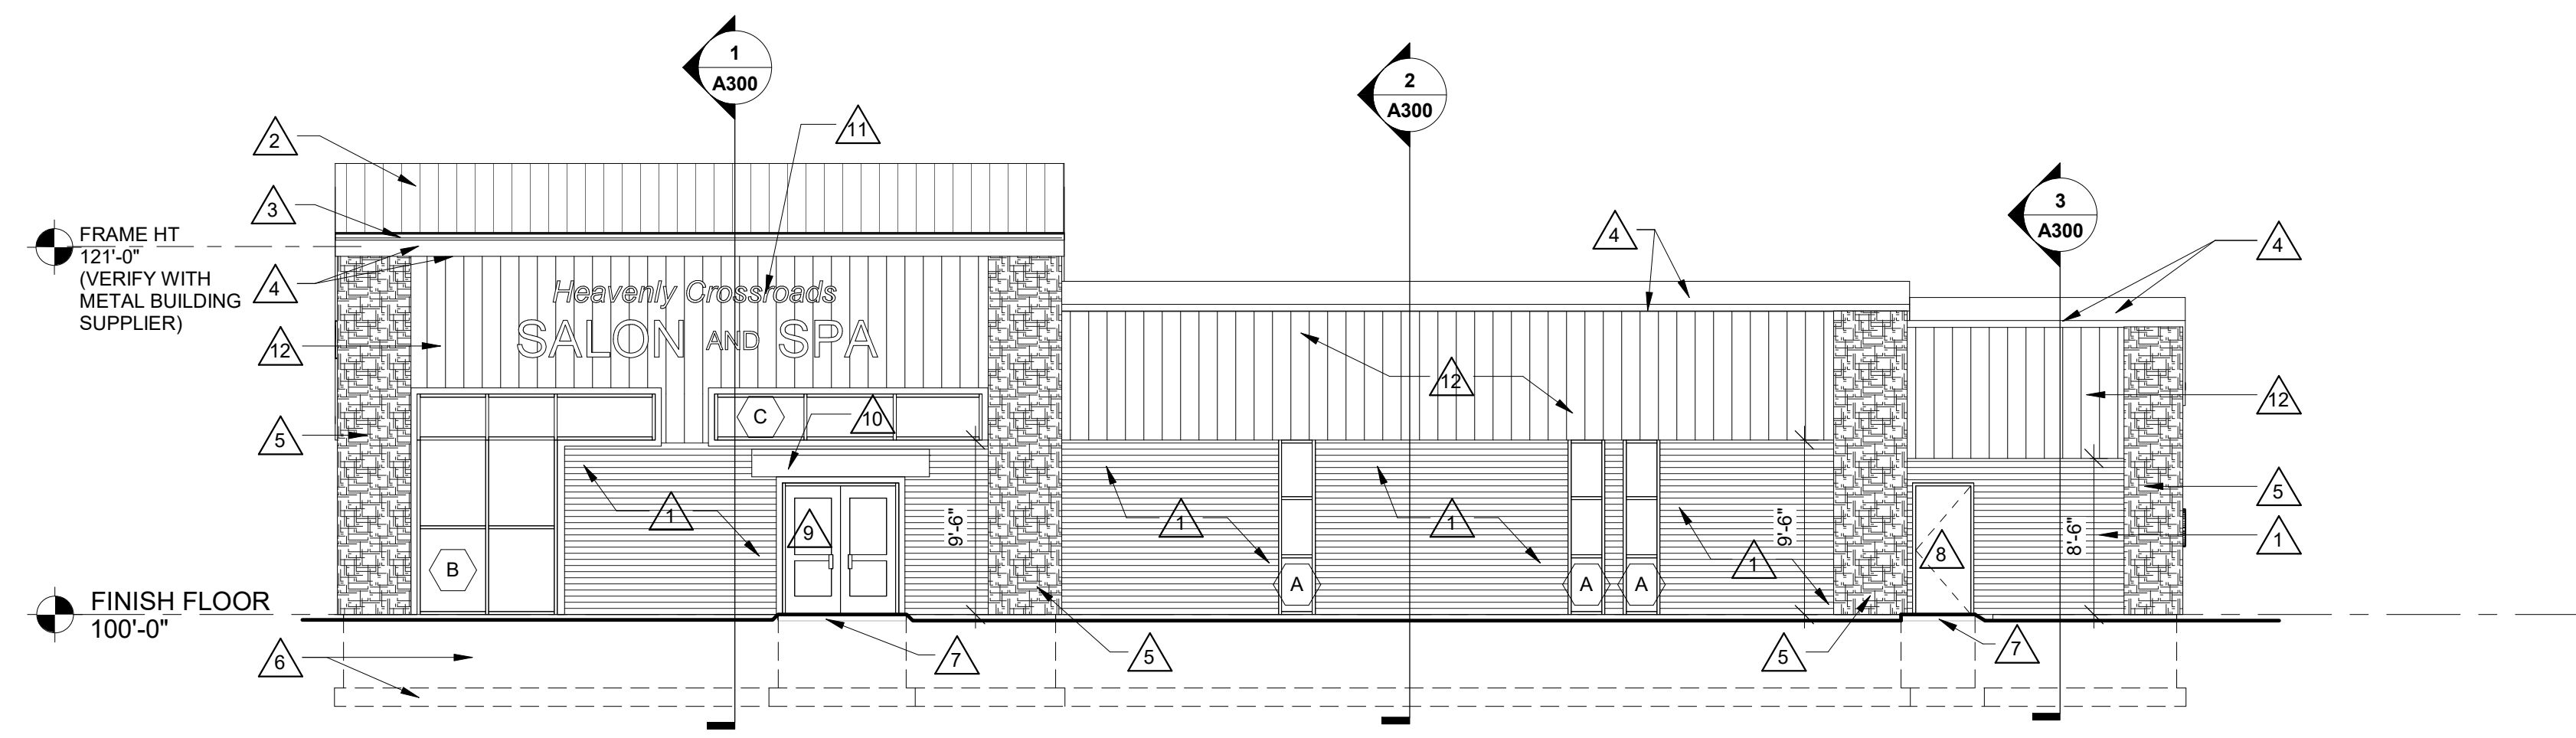 1
A300
2
A300
3
A300
2
11
3
4
4
FRAME HT
121'-0"
(VERIFY WITH
METAL BUILDING
SUPPLIER)
4
Heavenly Crossroads
SALON AND SPA
12
12
12
C
10
5
5
1
1
1
1
1
9
9'-6"
9'-6"
8'-6"
8
B
A
A
A
FINISH FLOOR
100'-0"
6
7
5
5
7